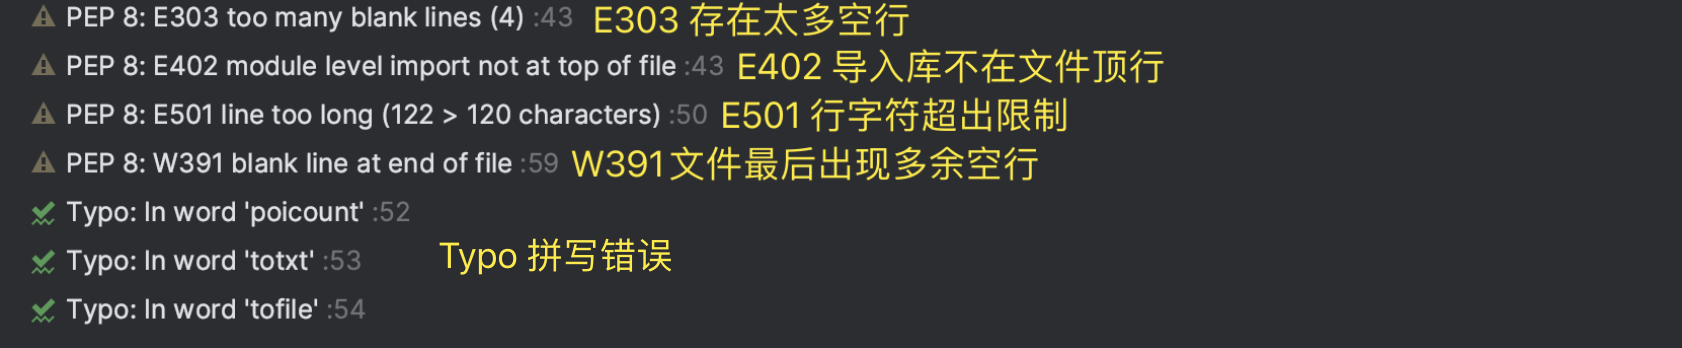 PEP 8: E303 too many blank lines (4) :43 E303 存在太多空行
PEP 8: E402 module level import not at top of file :43 E402 导入库不在文件顶行
PEP 8: E501 line too long (122 > 120 characters) :50 E501 行字符超出限制
PEP 8: W391 blank line at end of file :59 W391文件最后出现多余空行
Typo: In word 'poicount' :52
Typo: In word 'totxt' :53 Typo 拼写错误
Typo: In word 'tofile' :54